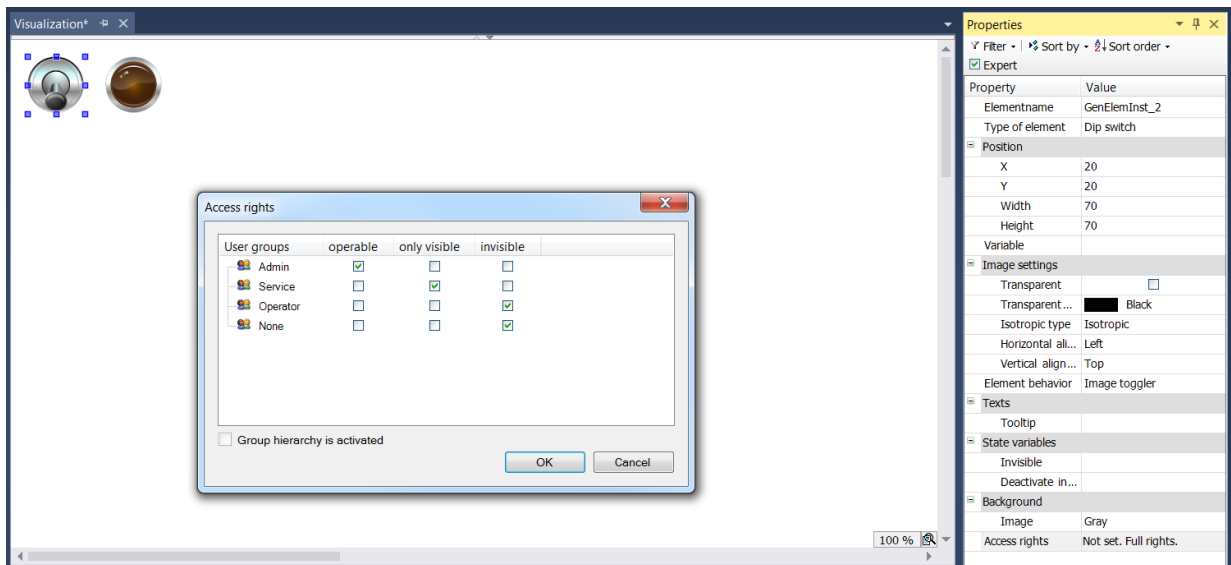 Visualization*
Access rights
User groups operable only visible invisible
Admin
Service
Operator
None
Group hierarchy is activated
OK Cancel
100 %
Properties
Filter Sort by Sort order
Expert
Property Value
Elementname GenElemInst_2
Type of element Dip switch
Position
X 20
Y 20
Width 70
Height 70
Variable
Image settings
Transparent
Transparent ... Black
Isotropic type Isotropic
Horizontal ali... Left
Vertical align... Top
Element behavior Image toggler
Texts
Tooltip
State variables
Invisible
Deactivate in...
Background
Image Gray
Access rights Not set. Full rights.